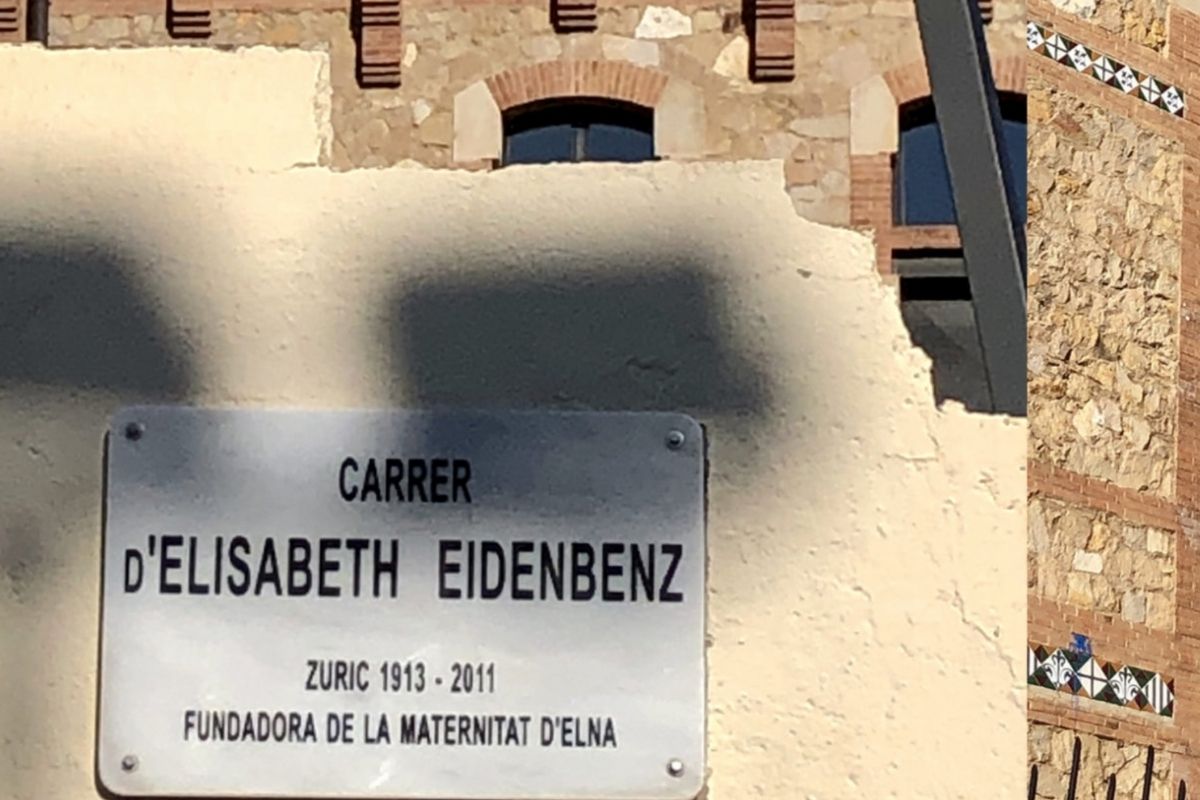 CARRER
D'ELISABETH EIDENBENZ
ZURIC 1913 - 2011
FUNDADORA DE LA MATERNITAT D'ELNA